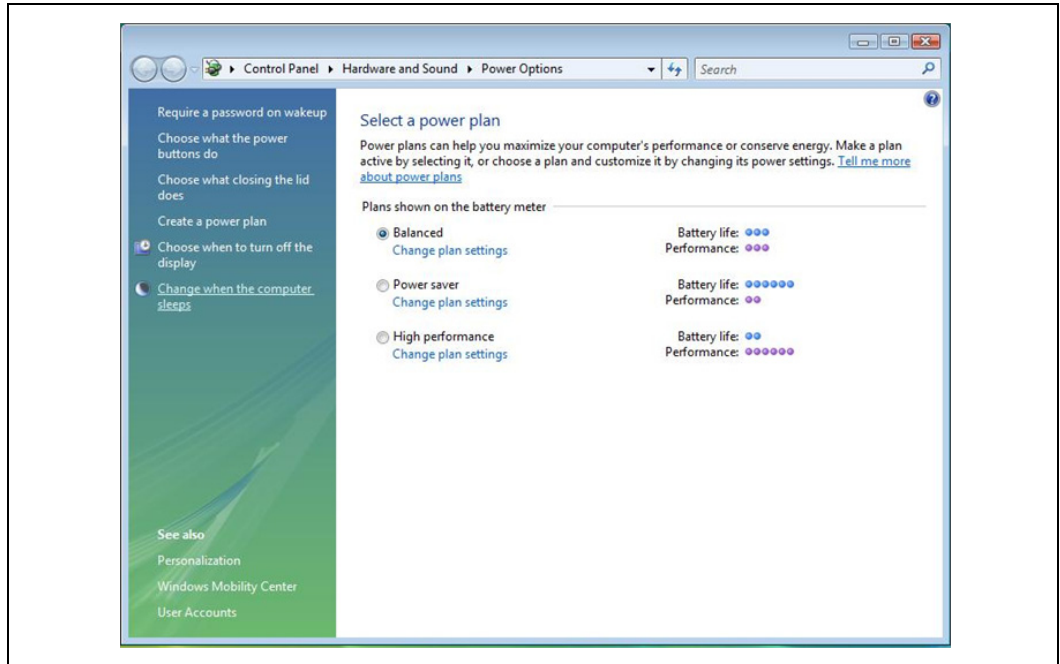 Control Panel ▸ Hardware and Sound ▸ Power Options
Search
Require a password on wakeup
Choose what the power
buttons do
Choose what closing the lid
does
Create a power plan
Choose when to turn off the
display
Change when the computer
sleeps
See also
Personalization
Windows Mobility Center
User Accounts
Select a power plan
Power plans can help you maximize your computer's performance or conserve energy. Make a plan
active by selecting it, or choose a plan and customize it by changing its power settings. Tell me more
about power plans
Plans shown on the battery meter
Balanced Battery life:
Change plan settings Performance:
Power saver Battery life:
Change plan settings Performance:
High performance Battery life:
Change plan settings Performance: